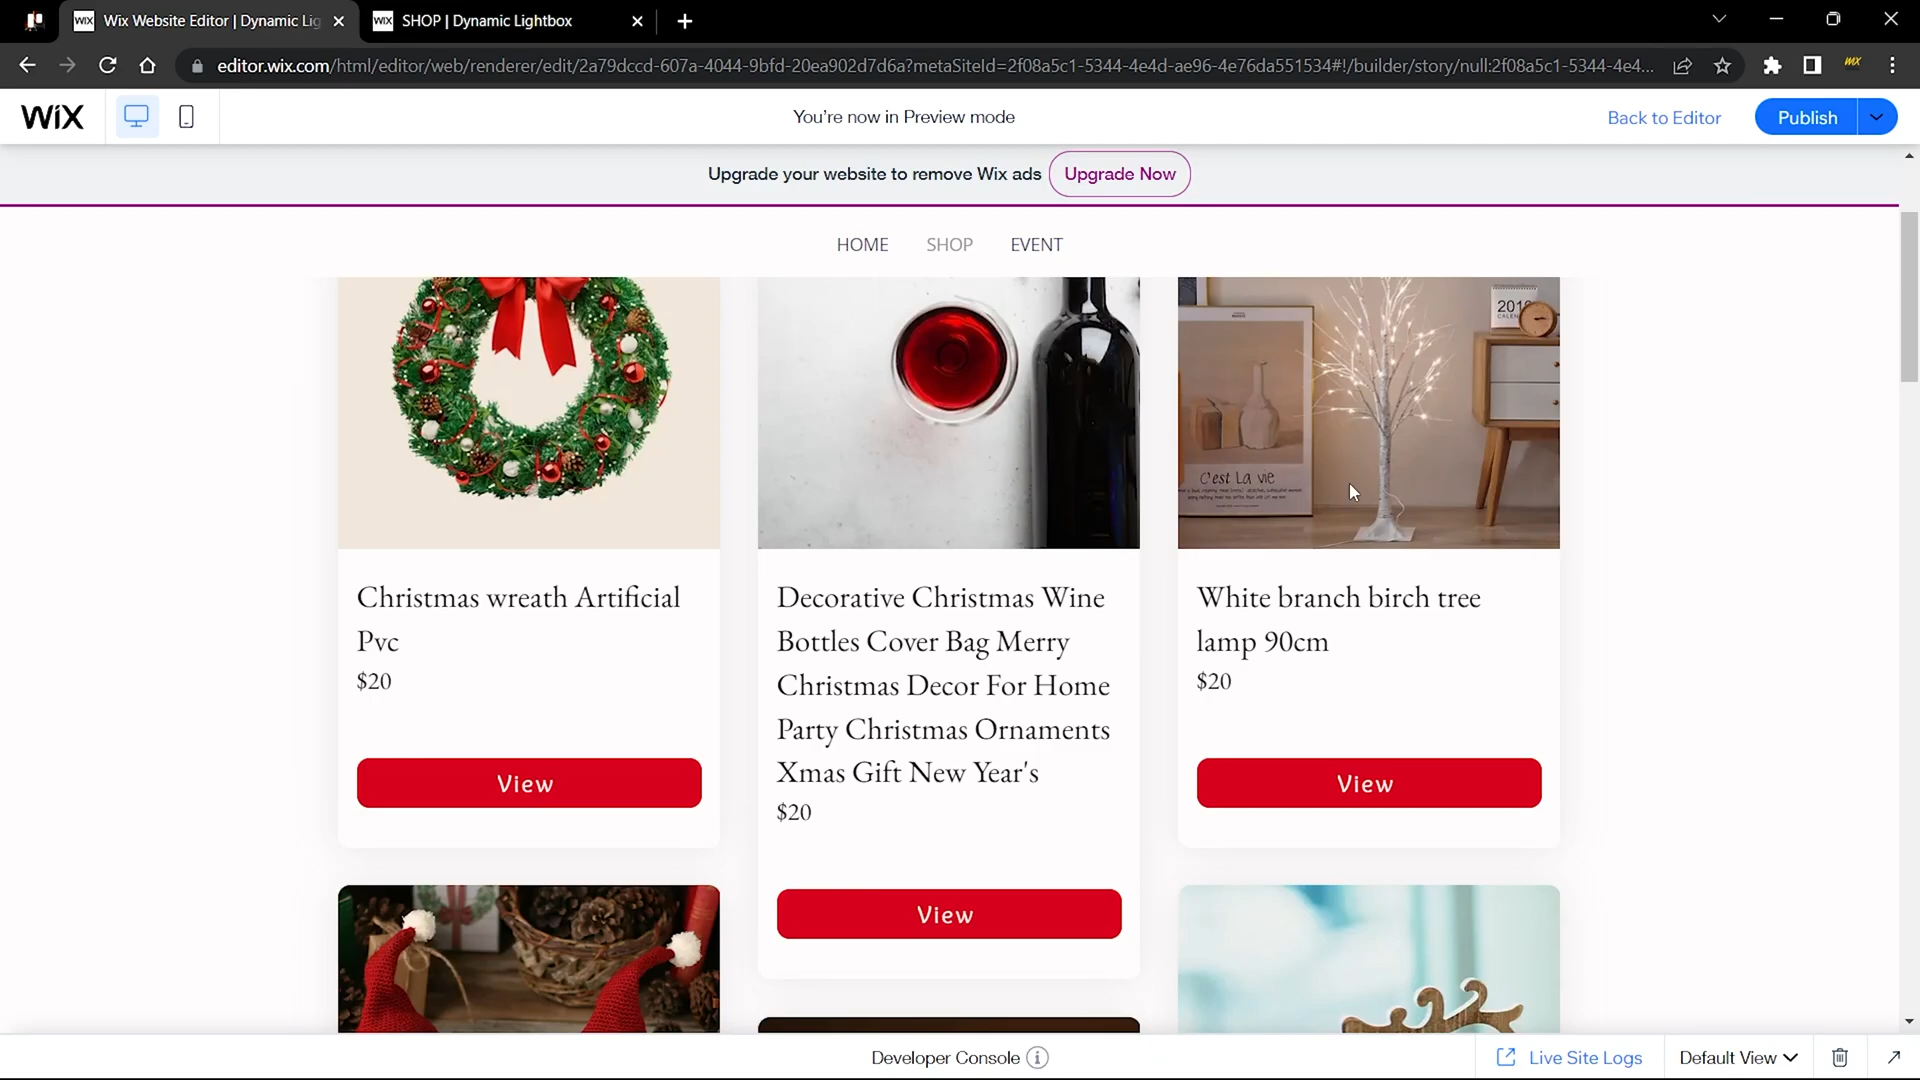 Wix Website Editor | Dynamic Lig
SHOP | Dynamic Lightbox
editor.wix.com/html/editor/web/renderer/edit/2a79dccd-607a-4044-9bfd-20ea902d7d6a?metaSiteId=2f08a5c1-5344-4e4d-ae96-4e76da551534#!/builder/story/null:2f08a5c1-5344-4e4...
WiX
You're now in Preview mode
Back to Editor
Publish
Upgrade your website to remove Wix ads
Upgrade Now
HOME SHOP EVENT
C'est La vie
Christmas wreath Artificial
Pvc
$20
View
Decorative Christmas Wine
Bottles Cover Bag Merry
Christmas Decor For Home
Party Christmas Ornaments
Xmas Gift New Year's
$20
View
White branch birch tree
lamp 90cm
$20
View
Developer Console
Live Site Logs
Default View